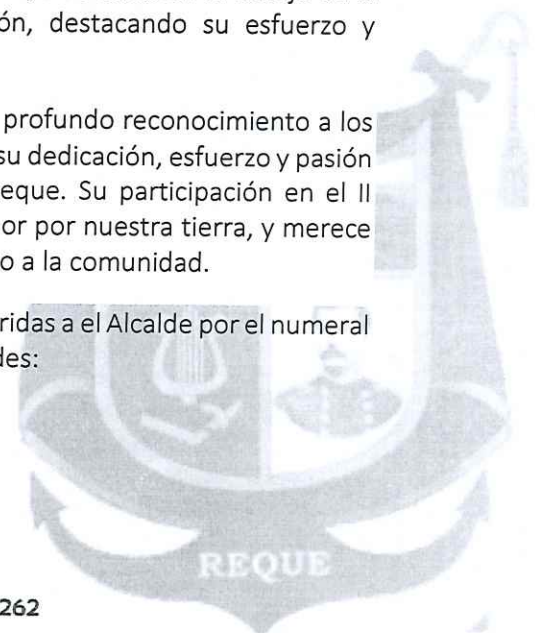 ón, destacando su esfuerzo y
profundo reconocimiento a los
su dedicación, esfuerzo y pasión
eque. Su participación en el II
or por nuestra tierra, y merece
o a la comunidad.
ridas a el Alcalde por el numeral
des:
REQUE
262